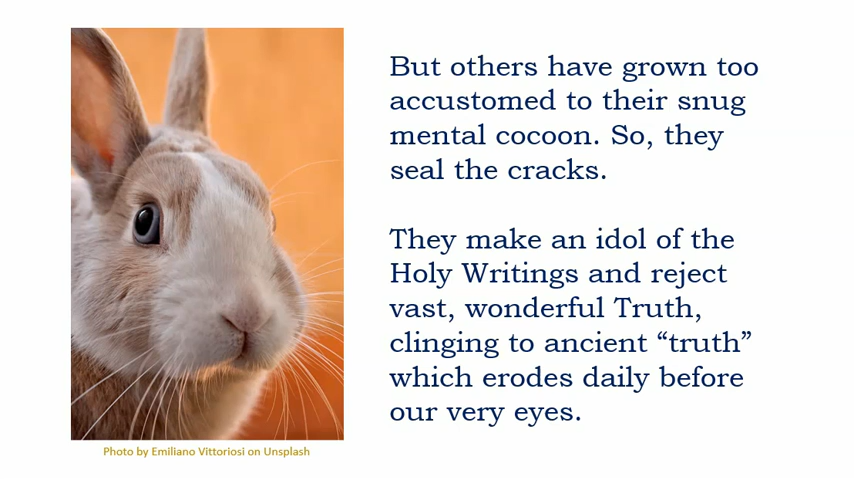 But others have grown too
accustomed to their snug
mental cocoon. So, they
seal the cracks.
They make an idol of the
Holy Writings and reject
vast, wonderful Truth,
clinging to ancient “truth”
which erodes daily before
our very eyes.
Photo by Emiliano Vittoriosi on Unsplash